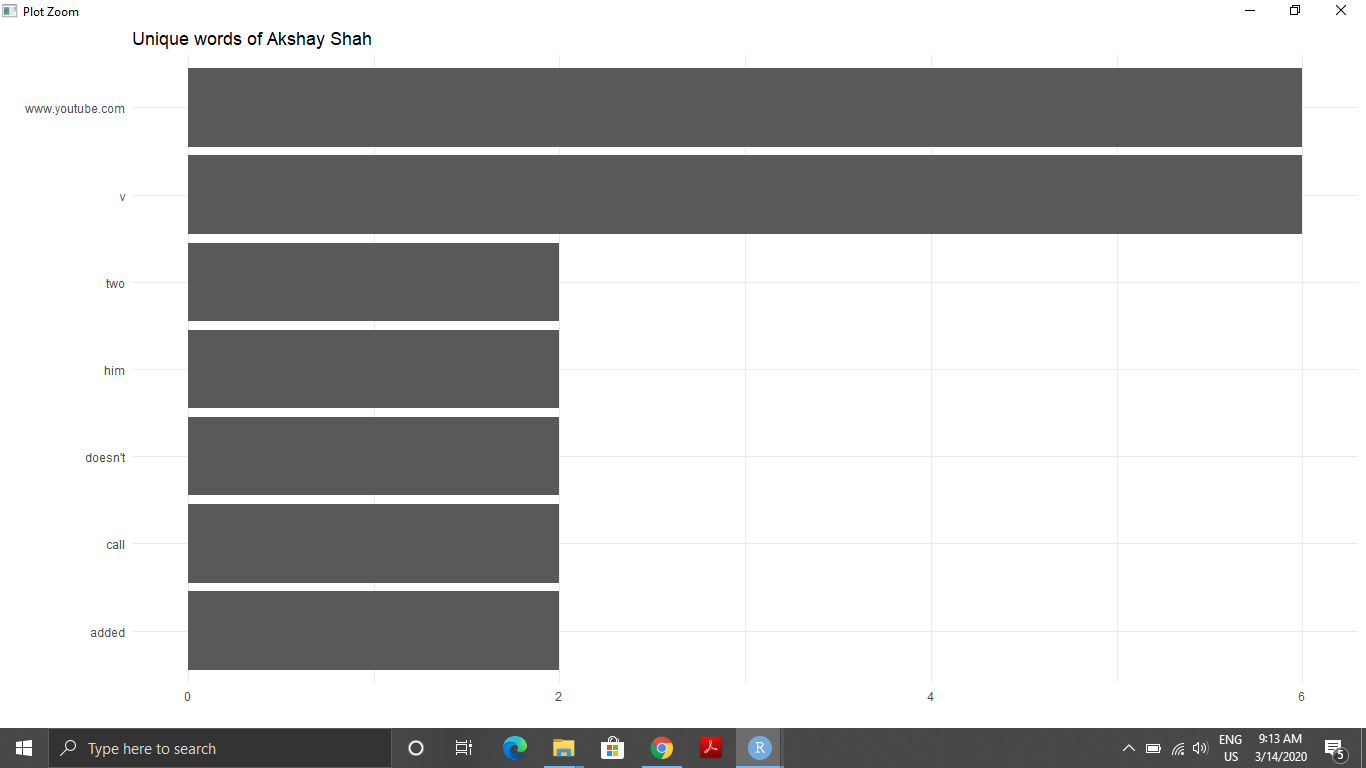 Plot Zoom
Unique words of Akshay Shah
www.youtube.com
v
two
him
doesn't
call
added
0 2 4 6
Type here to search
R
ENG 9:13 AM
US 3/14/2020
5